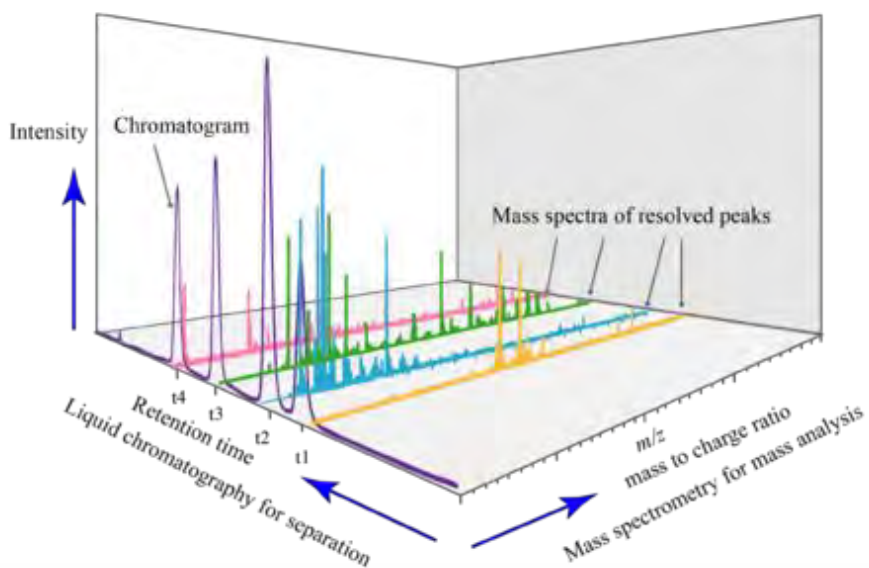 Intensity
Chromatogram
Mass spectra of resolved peaks
t4
t3
t2
t1
Retention time
Liquid chromatography for separation
m/z
mass to charge ratio
Mass spectrometry for mass analysis